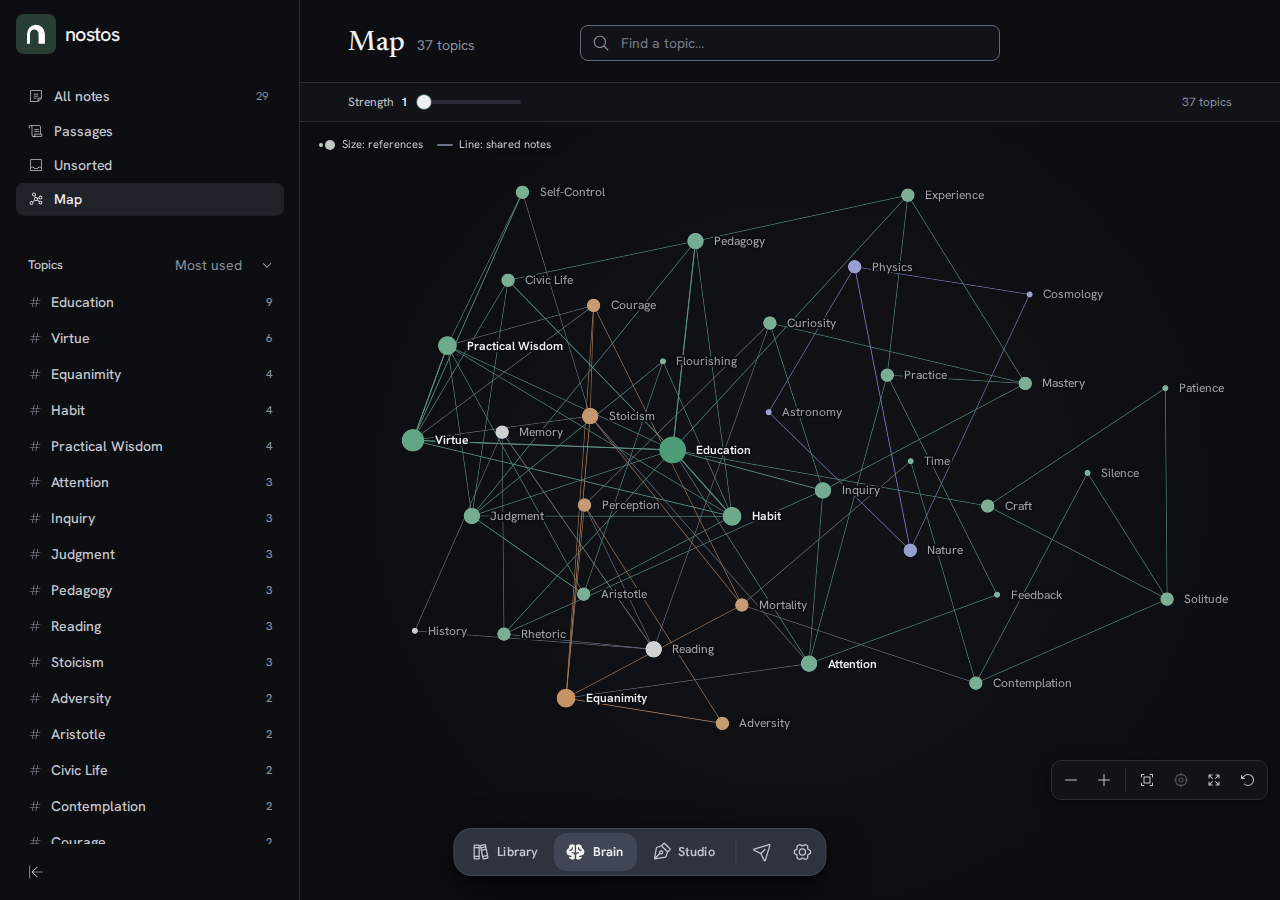 nostos
All notes 29
Passages
Unsorted
Map
Topics Most used
# Education 9
# Virtue 6
# Equanimity 4
# Habit 4
# Practical Wisdom 4
# Attention 3
# Inquiry 3
# Judgment 3
# Pedagogy 3
# Reading 3
# Stoicism 3
# Adversity 2
# Aristotle 2
# Civic Life 2
# Contemplation 2
# Courage 2
Map 37 topics
Find a topic...
Strength 1
37 topics
Size: references
Line: shared notes
Self-Control
Experience
Pedagogy
Physics
Civic Life
Cosmology
Courage
Curiosity
Practical Wisdom
Flourishing
Practice
Mastery
Patience
Astronomy
Stoicism
Memory
Virtue
Education
Time
Silence
Inquiry
Perception
Craft
Judgment
Habit
Nature
Aristotle
Feedback
Solitude
Mortality
History
Rhetoric
Reading
Attention
Contemplation
Equanimity
Adversity
Library
Brain
Studio